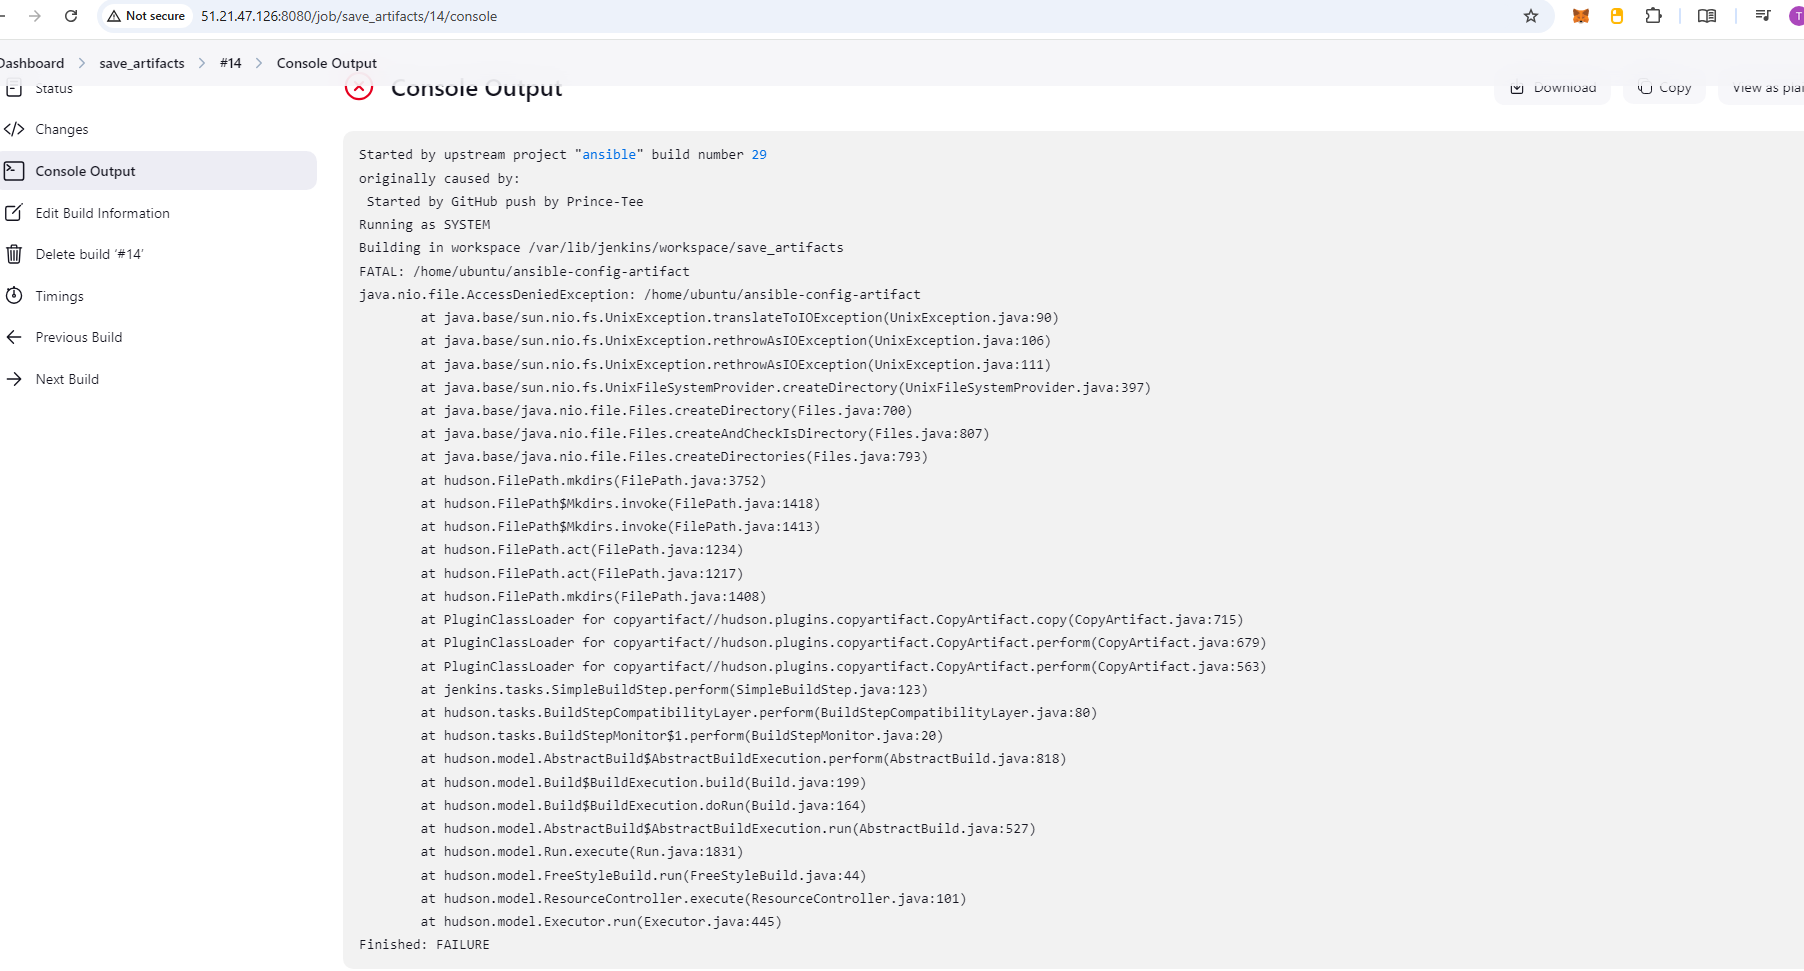 Not secure 51.21.47.126:8080/job/save_artifacts/14/console
T
Dashboard > save_artifacts > #14 > Console Output
Status
Changes
Console Output
Edit Build Information
Delete build ‘#14’
Timings
Previous Build
Next Build
Console Output
Download
Copy
View as plai
Started by upstream project "ansible" build number 29
originally caused by:
Started by GitHub push by Prince-Tee
Running as SYSTEM
Building in workspace /var/lib/jenkins/workspace/save_artifacts
FATAL: /home/ubuntu/ansible-config-artifact
java.nio.file.AccessDeniedException: /home/ubuntu/ansible-config-artifact
at java.base/sun.nio.fs.UnixException.translateToIOException(UnixException.java:90)
at java.base/sun.nio.fs.UnixException.rethrowAsIOException(UnixException.java:106)
at java.base/sun.nio.fs.UnixException.rethrowAsIOException(UnixException.java:111)
at java.base/sun.nio.fs.UnixFileSystemProvider.createDirectory(UnixFileSystemProvider.java:397)
at java.base/java.nio.file.Files.createDirectory(Files.java:700)
at java.base/java.nio.file.Files.createAndCheckIsDirectory(Files.java:807)
at java.base/java.nio.file.Files.createDirectories(Files.java:793)
at hudson.FilePath.mkdirs(FilePath.java:3752)
at hudson.FilePath$Mkdirs.invoke(FilePath.java:1418)
at hudson.FilePath$Mkdirs.invoke(FilePath.java:1413)
at hudson.FilePath.act(FilePath.java:1234)
at hudson.FilePath.act(FilePath.java:1217)
at hudson.FilePath.mkdirs(FilePath.java:1408)
at PluginClassLoader for copyartifact//hudson.plugins.copyartifact.CopyArtifact.copy(CopyArtifact.java:715)
at PluginClassLoader for copyartifact//hudson.plugins.copyartifact.CopyArtifact.perform(CopyArtifact.java:679)
at PluginClassLoader for copyartifact//hudson.plugins.copyartifact.CopyArtifact.perform(CopyArtifact.java:563)
at jenkins.tasks.SimpleBuildStep.perform(SimpleBuildStep.java:123)
at hudson.tasks.BuildStepCompatibilityLayer.perform(BuildStepCompatibilityLayer.java:80)
at hudson.tasks.BuildStepMonitor$1.perform(BuildStepMonitor.java:20)
at hudson.model.AbstractBuild$AbstractBuildExecution.perform(AbstractBuild.java:818)
at hudson.model.Build$BuildExecution.build(Build.java:199)
at hudson.model.Build$BuildExecution.doRun(Build.java:164)
at hudson.model.AbstractBuild$AbstractBuildExecution.run(AbstractBuild.java:527)
at hudson.model.Run.execute(Run.java:1831)
at hudson.model.FreeStyleBuild.run(FreeStyleBuild.java:44)
at hudson.model.ResourceController.execute(ResourceController.java:101)
at hudson.model.Executor.run(Executor.java:445)
Finished: FAILURE